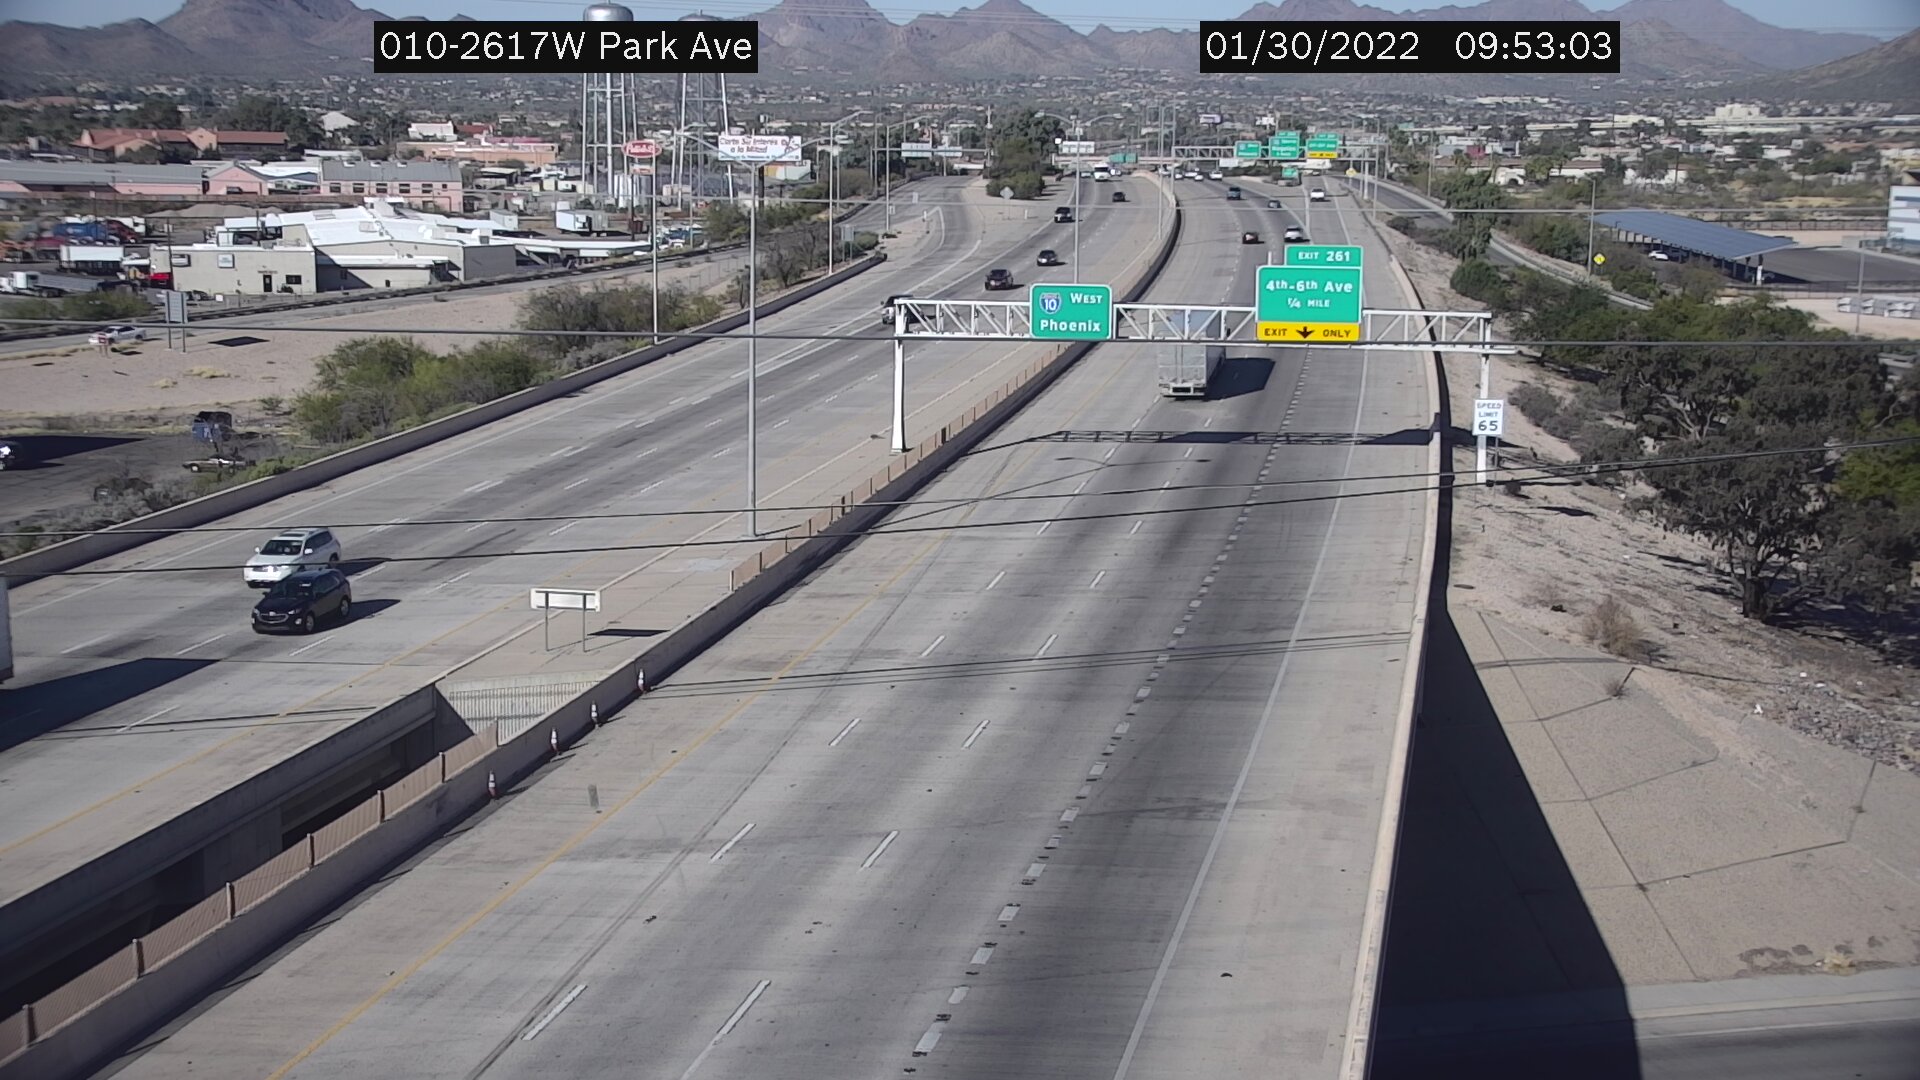 010-2617W Park Ave
01/30/2022 09:53:03
EXIT 261
4th-6th Ave
1/4 MILE
EXIT ONLY
10 WEST
Phoenix
SPEED
LIMIT
65